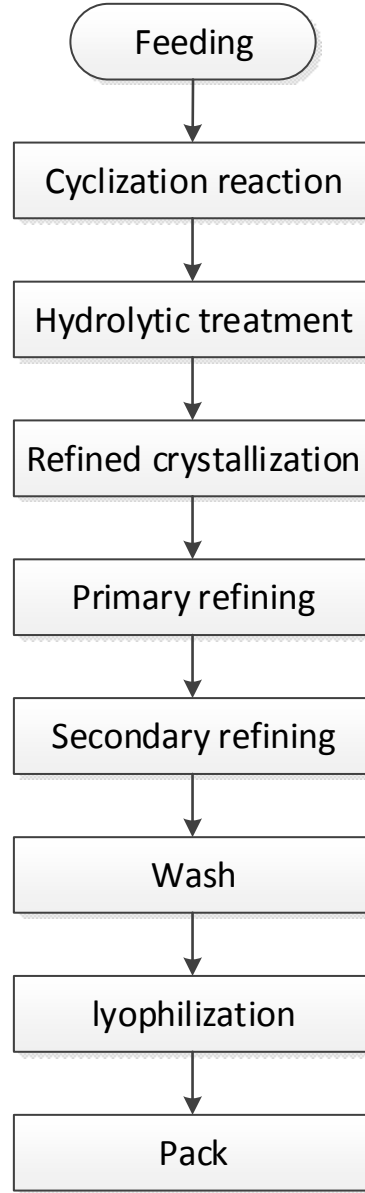 Feeding
Cyclization reaction
Hydrolytic treatment
Refined crystallization
Primary refining
Secondary refining
Wash
lyophilization
Pack